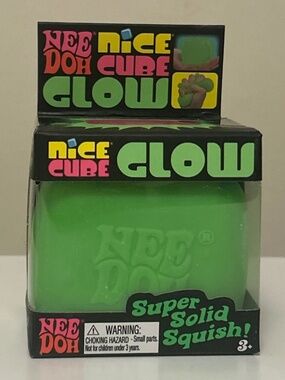 NEE DOH
NICE CUBE
GLOW
NICE CUBE GLOW
NEE DOH ®
Super Solid Squish!
NEE DOH
WARNING:
CHOKING HAZARD - Small parts.
Not for children under 3 years.
3+